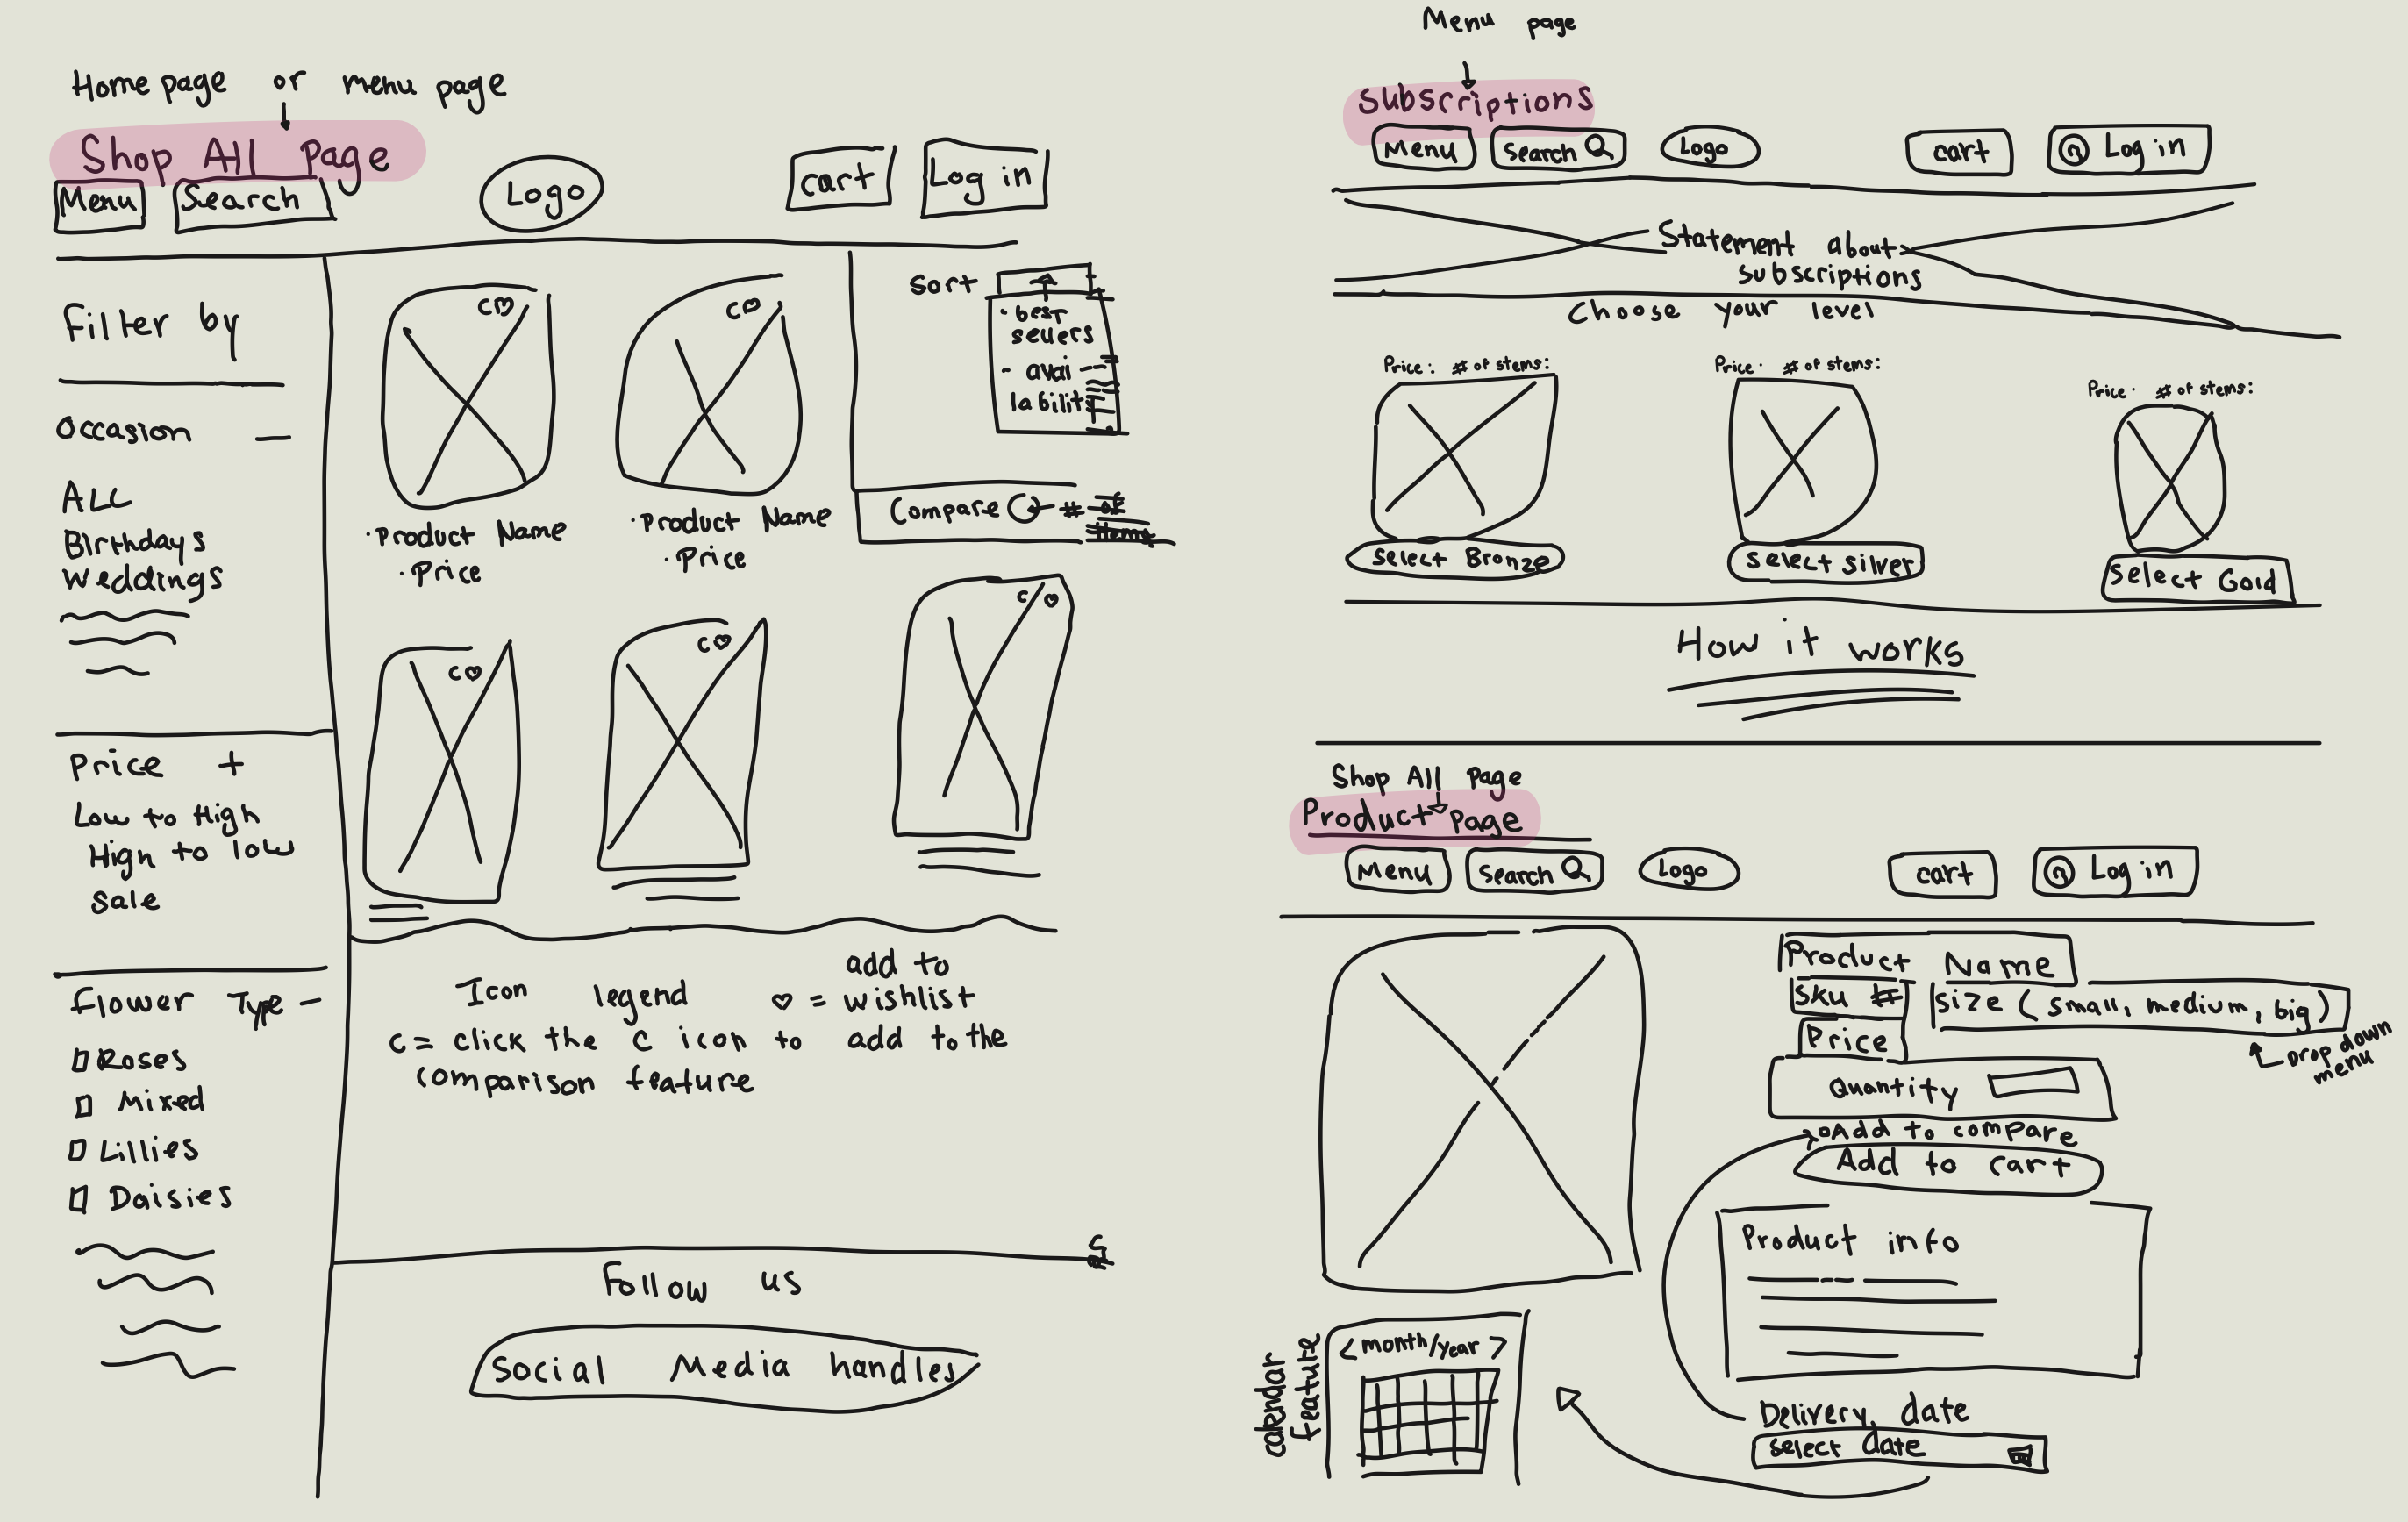 Home page or menu page
Shop All Page
Menu
Search
Logo
cart
Log in
Filter by
Occasion
ALL
Birthdays
Weddings
Price +
Low to High
High to low
Sale
Flower Type -
Roses
Mixed
Lillies
Daisies
C
C
Product Name
Price
Product Name
Price
Sort
best
sellers
avai
labilit
Compare C # of
items
C
C
C
Icon legend
add to
♡ = wishlist
C = click the C icon to add to the
comparison feature
Follow us
Social Media handles
Menu page
Subscriptions
Menu
Search
Logo
cart
Log in
Statement about
subscriptions
Choose your level
Price: # of stems:
Price: # of stems:
Price: # of stems:
Select Bronze
Select Silver
Select Gold
How it works
Shop All Page
Product Page
Menu
Search
Logo
cart
Log in
Product Name
Sku #
Size (small, medium, big)
Drop down
menu
Price
Quantity
Add to compare
Add to cart
Product info
Delivery date
Select date
calendar
feature
< month/year >